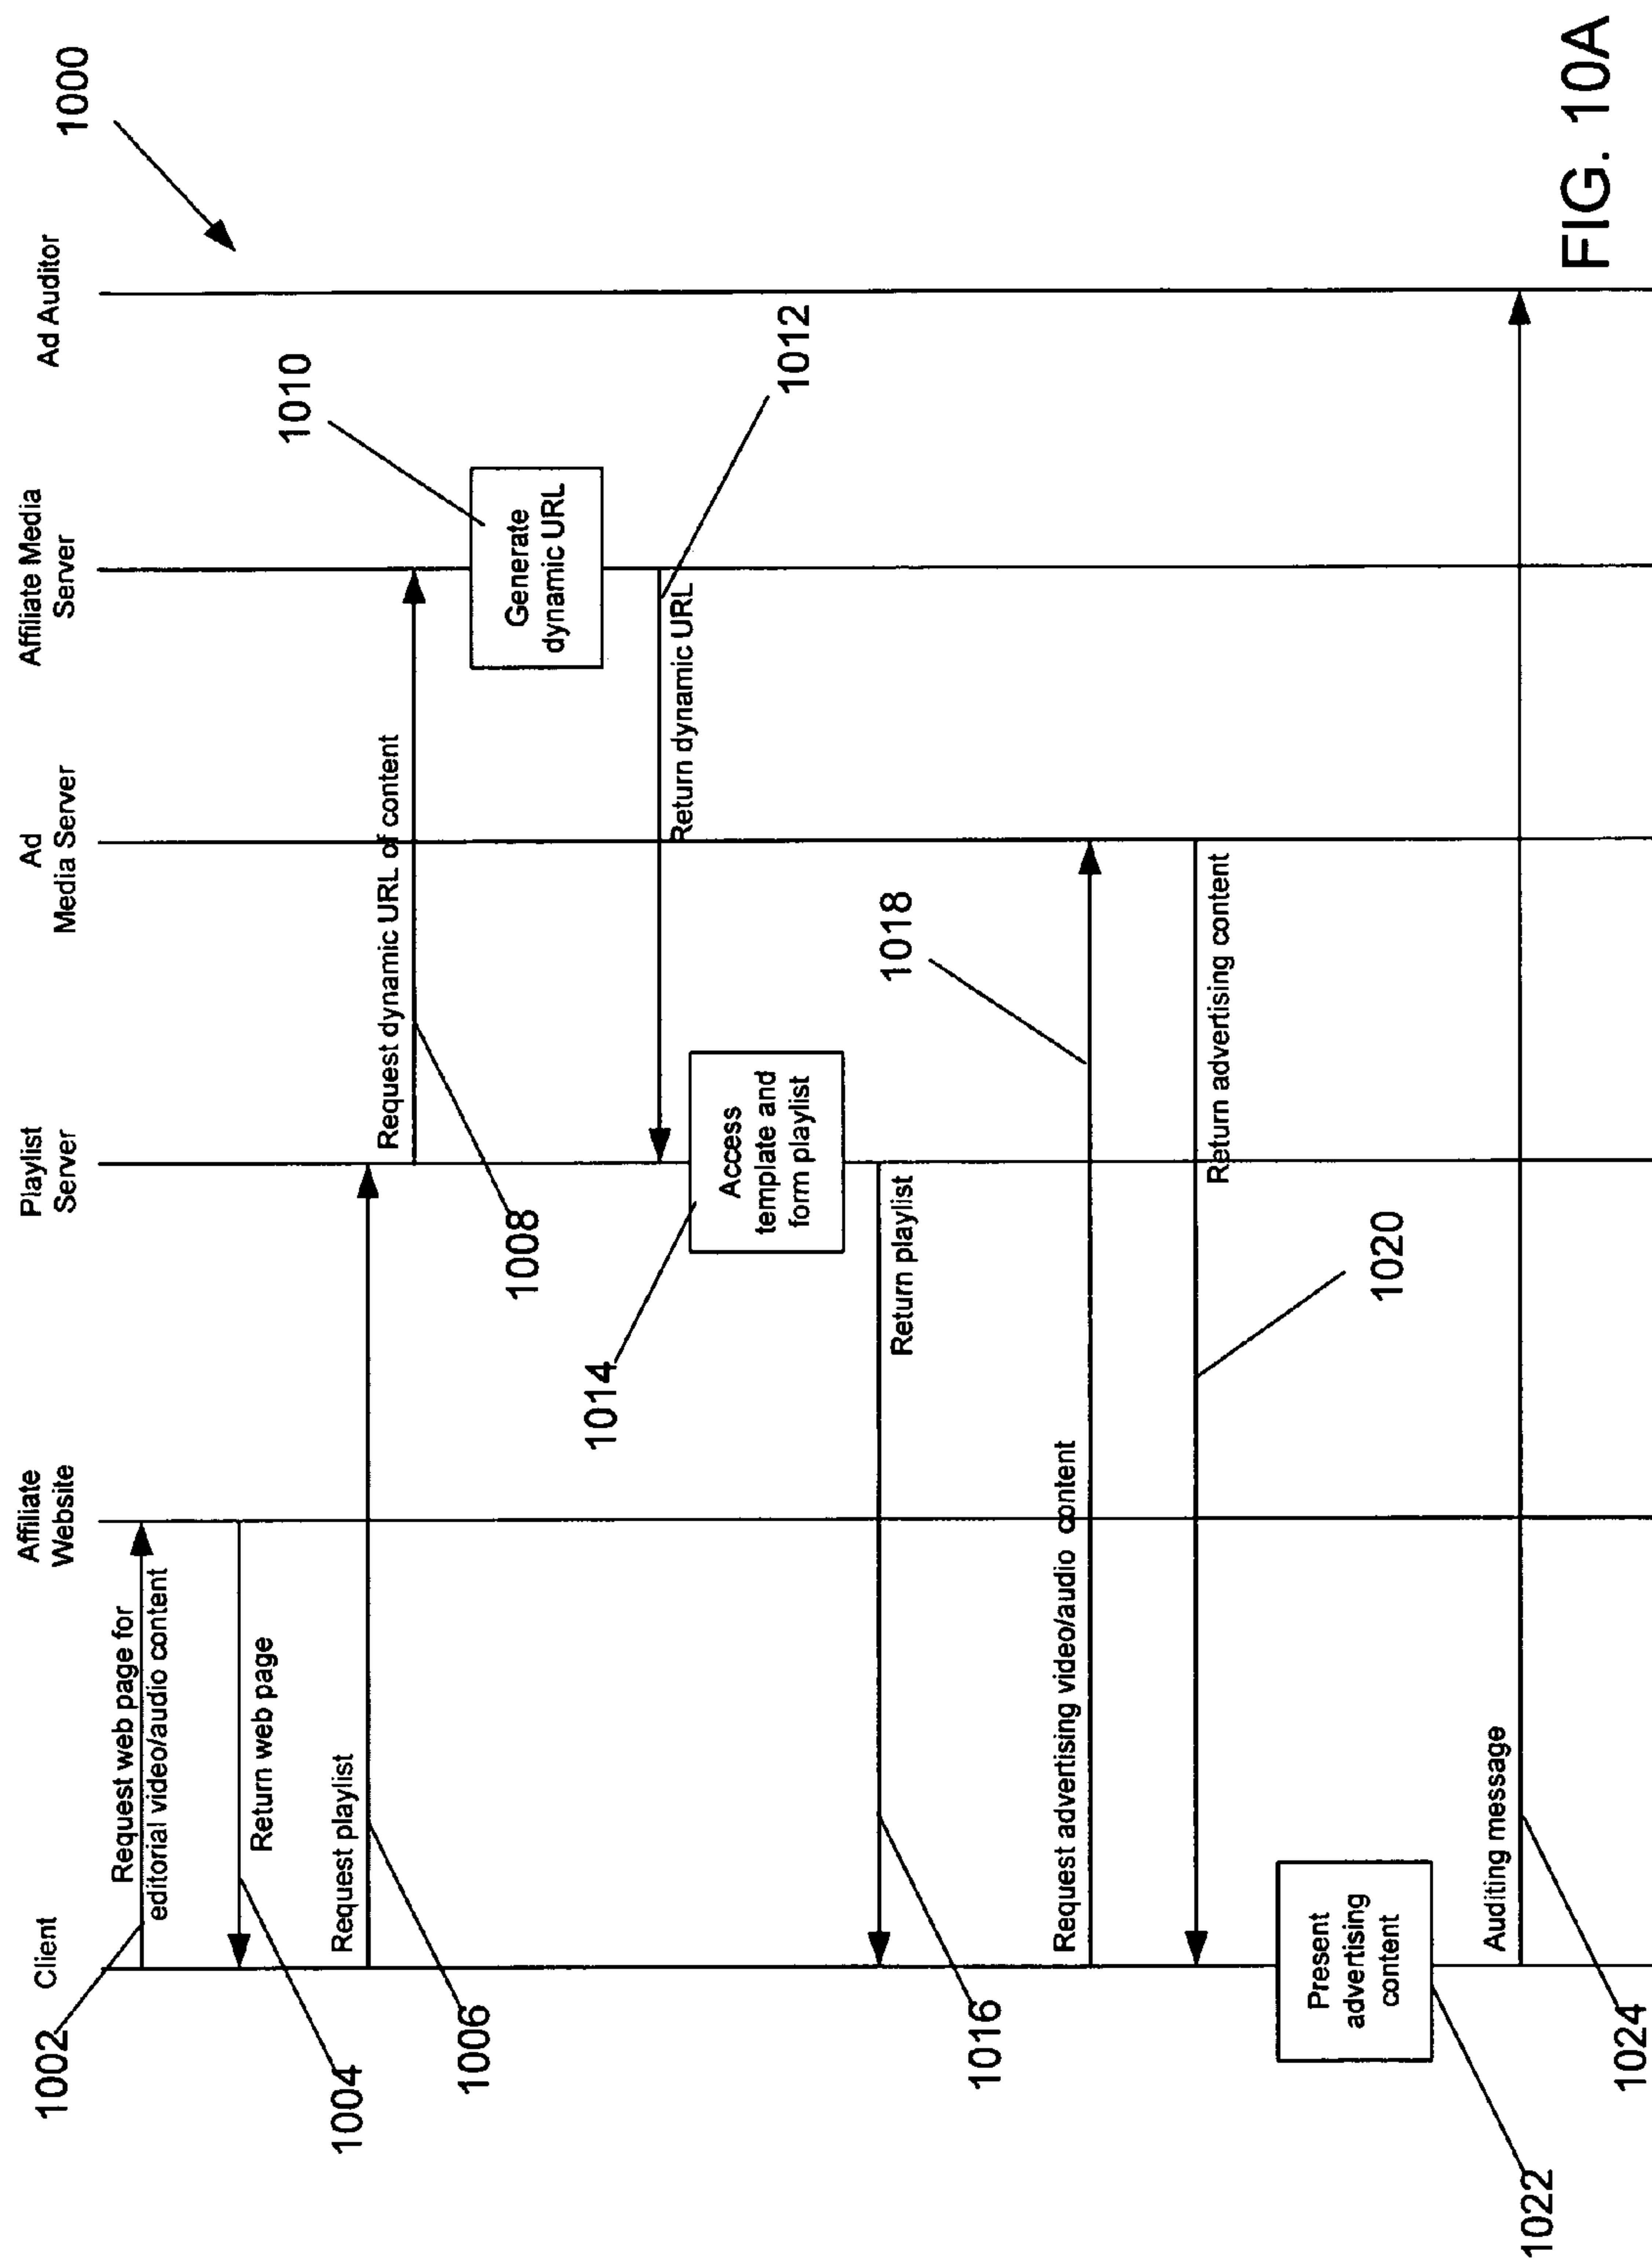 Client
Affiliate
Website
Playlist
Server
Ad
Media Server
Affiliate Media
Server
Ad Auditor
1000
1002
Request web page for
editorial video/audio content
1004
Return web page
1006
Request playlist
1008
Request dynamic URL of content
1010
Generate
dynamic URL
1012
Return dynamic URL
1014
Access
template and
form playlist
1016
Return playlist
1018
Request advertising video/audio content
1020
Return advertising content
1022
Present
advertising
content
1024
Auditing message
FIG. 10A